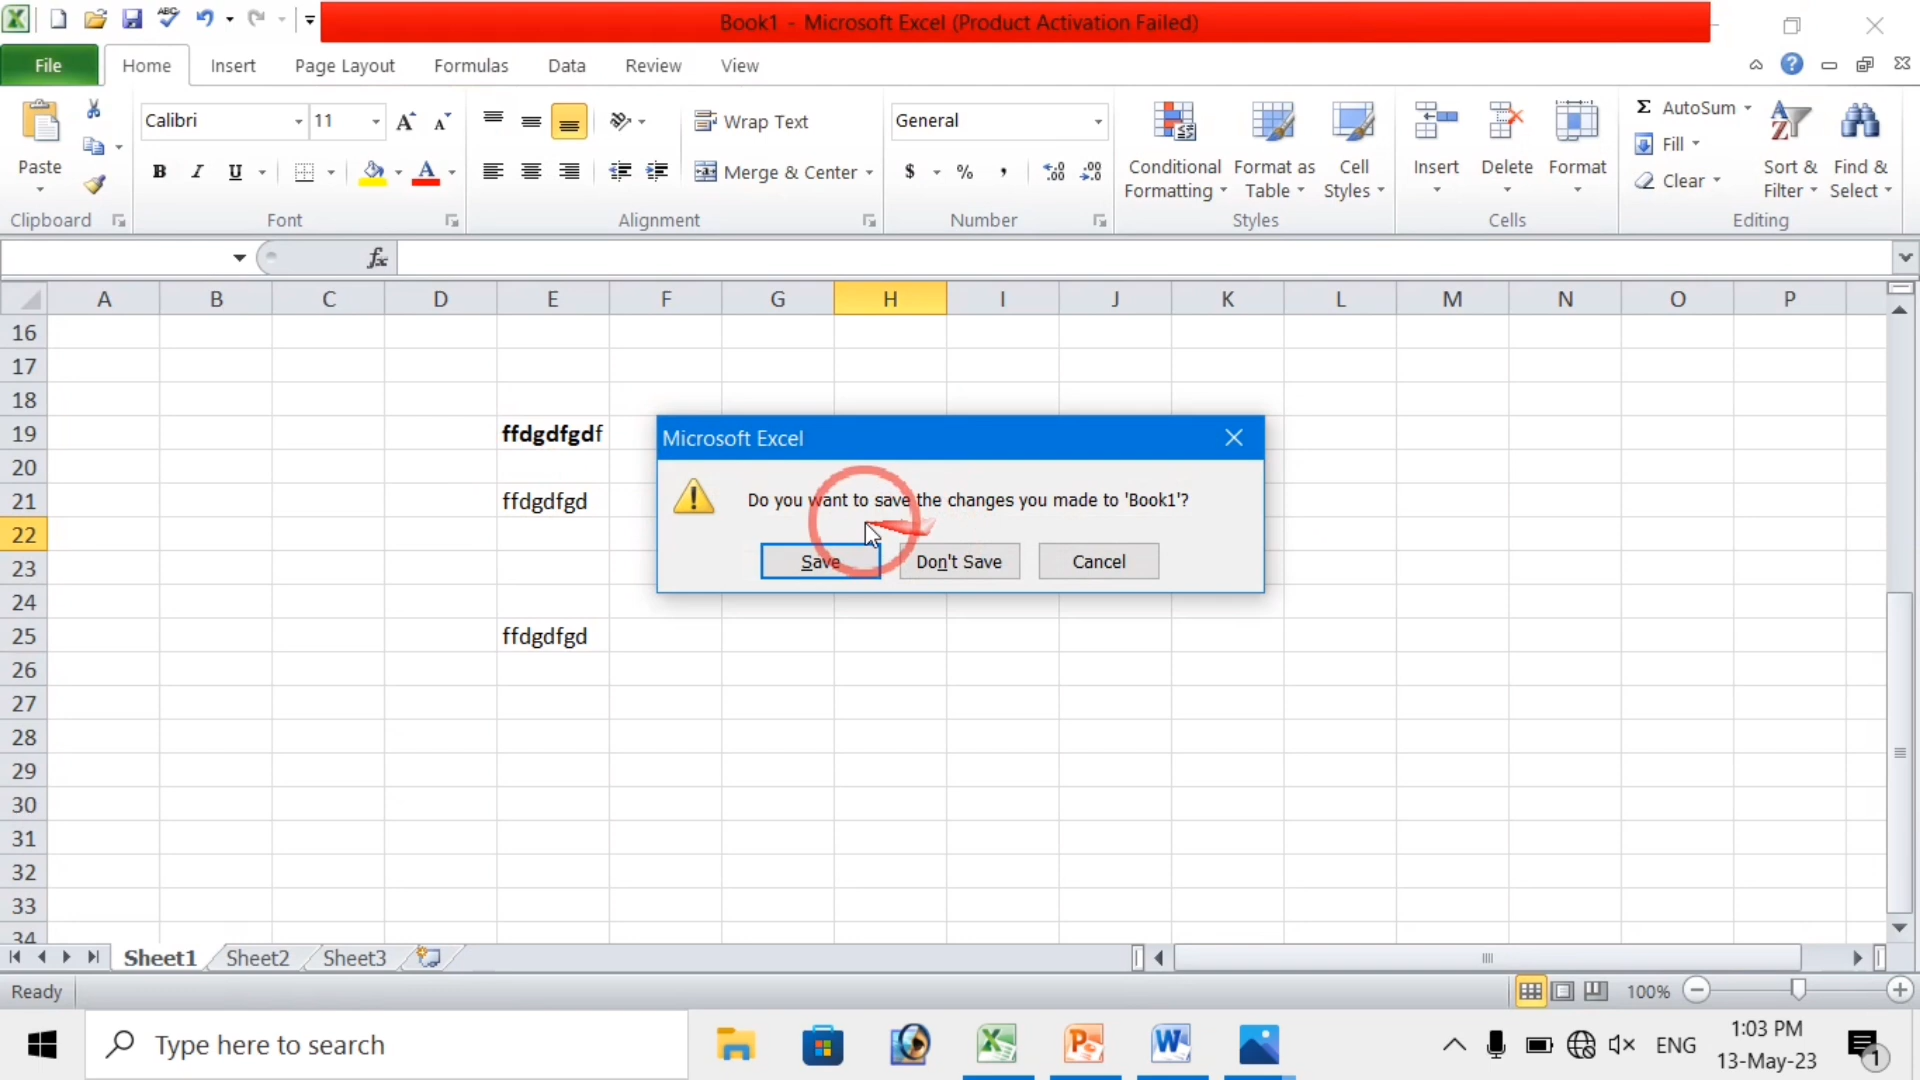 Book1 - Microsoft Excel (Product Activation Failed)
File Home Insert Page Layout Formulas Data Review View
Calibri 11 Wrap Text General Σ AutoSum
Fill
Paste B I U Merge & Center $ % , Conditional Formatting Format as Table Cell Styles Insert Delete Format Clear Sort & Filter Find & Select
Clipboard Font Alignment Number Styles Cells Editing
fx
A B C D E F G H I J K L M N O P
16
17
18
19 ffdgdfgdf
20
21 ffdgdfgd
22
23
24
25 ffdgdfgd
26
27
28
29
30
31
32
33
34
Microsoft Excel
Do you want to save the changes you made to 'Book1'?
Save Don't Save Cancel
Sheet1 Sheet2 Sheet3
Ready 100%
Type here to search ENG 1:03 PM
13-May-23 1